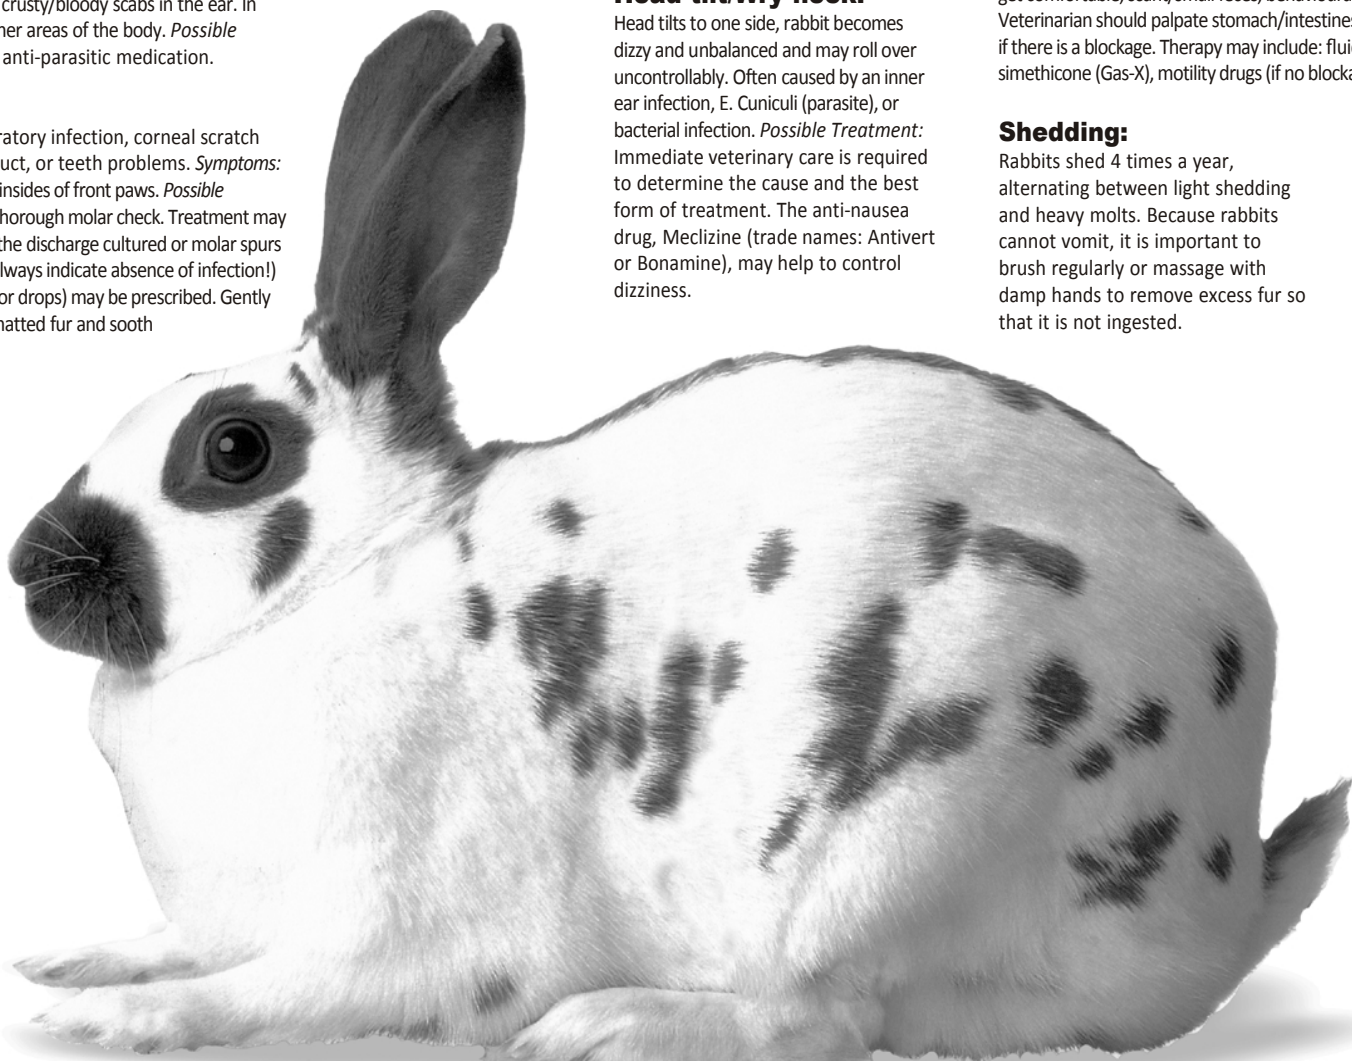 crusty/bloody scabs in the ear. In
areas of the body. Possible
anti-parasitic medication.
infection, corneal scratch
or teeth problems. Symptoms:
insides of front paws. Possible
thorough molar check. Treatment may
the discharge cultured or molar spurs
always indicate absence of infection!)
or drops) may be prescribed. Gently
matted fur and sooth
Head tilt/wry neck:
Head tilts to one side, rabbit becomes
dizzy and unbalanced and may roll over
uncontrollably. Often caused by an inner
ear infection, E. Cuniculi (parasite), or
bacterial infection. Possible Treatment:
Immediate veterinary care is required
to determine the cause and the best
form of treatment. The anti-nausea
drug, Meclizine (trade names: Antivert
or Bonamine), may help to control
dizziness.
Veterinarian should palpate stomach/intestines
if there is a blockage. Therapy may include:
simethicone (Gas-X), motility drugs (if no
Shedding:
Rabbits shed 4 times a year,
alternating between light shedding
and heavy molts. Because rabbits
cannot vomit, it is important to
brush regularly or massage with
damp hands to remove excess fur so
that it is not ingested.